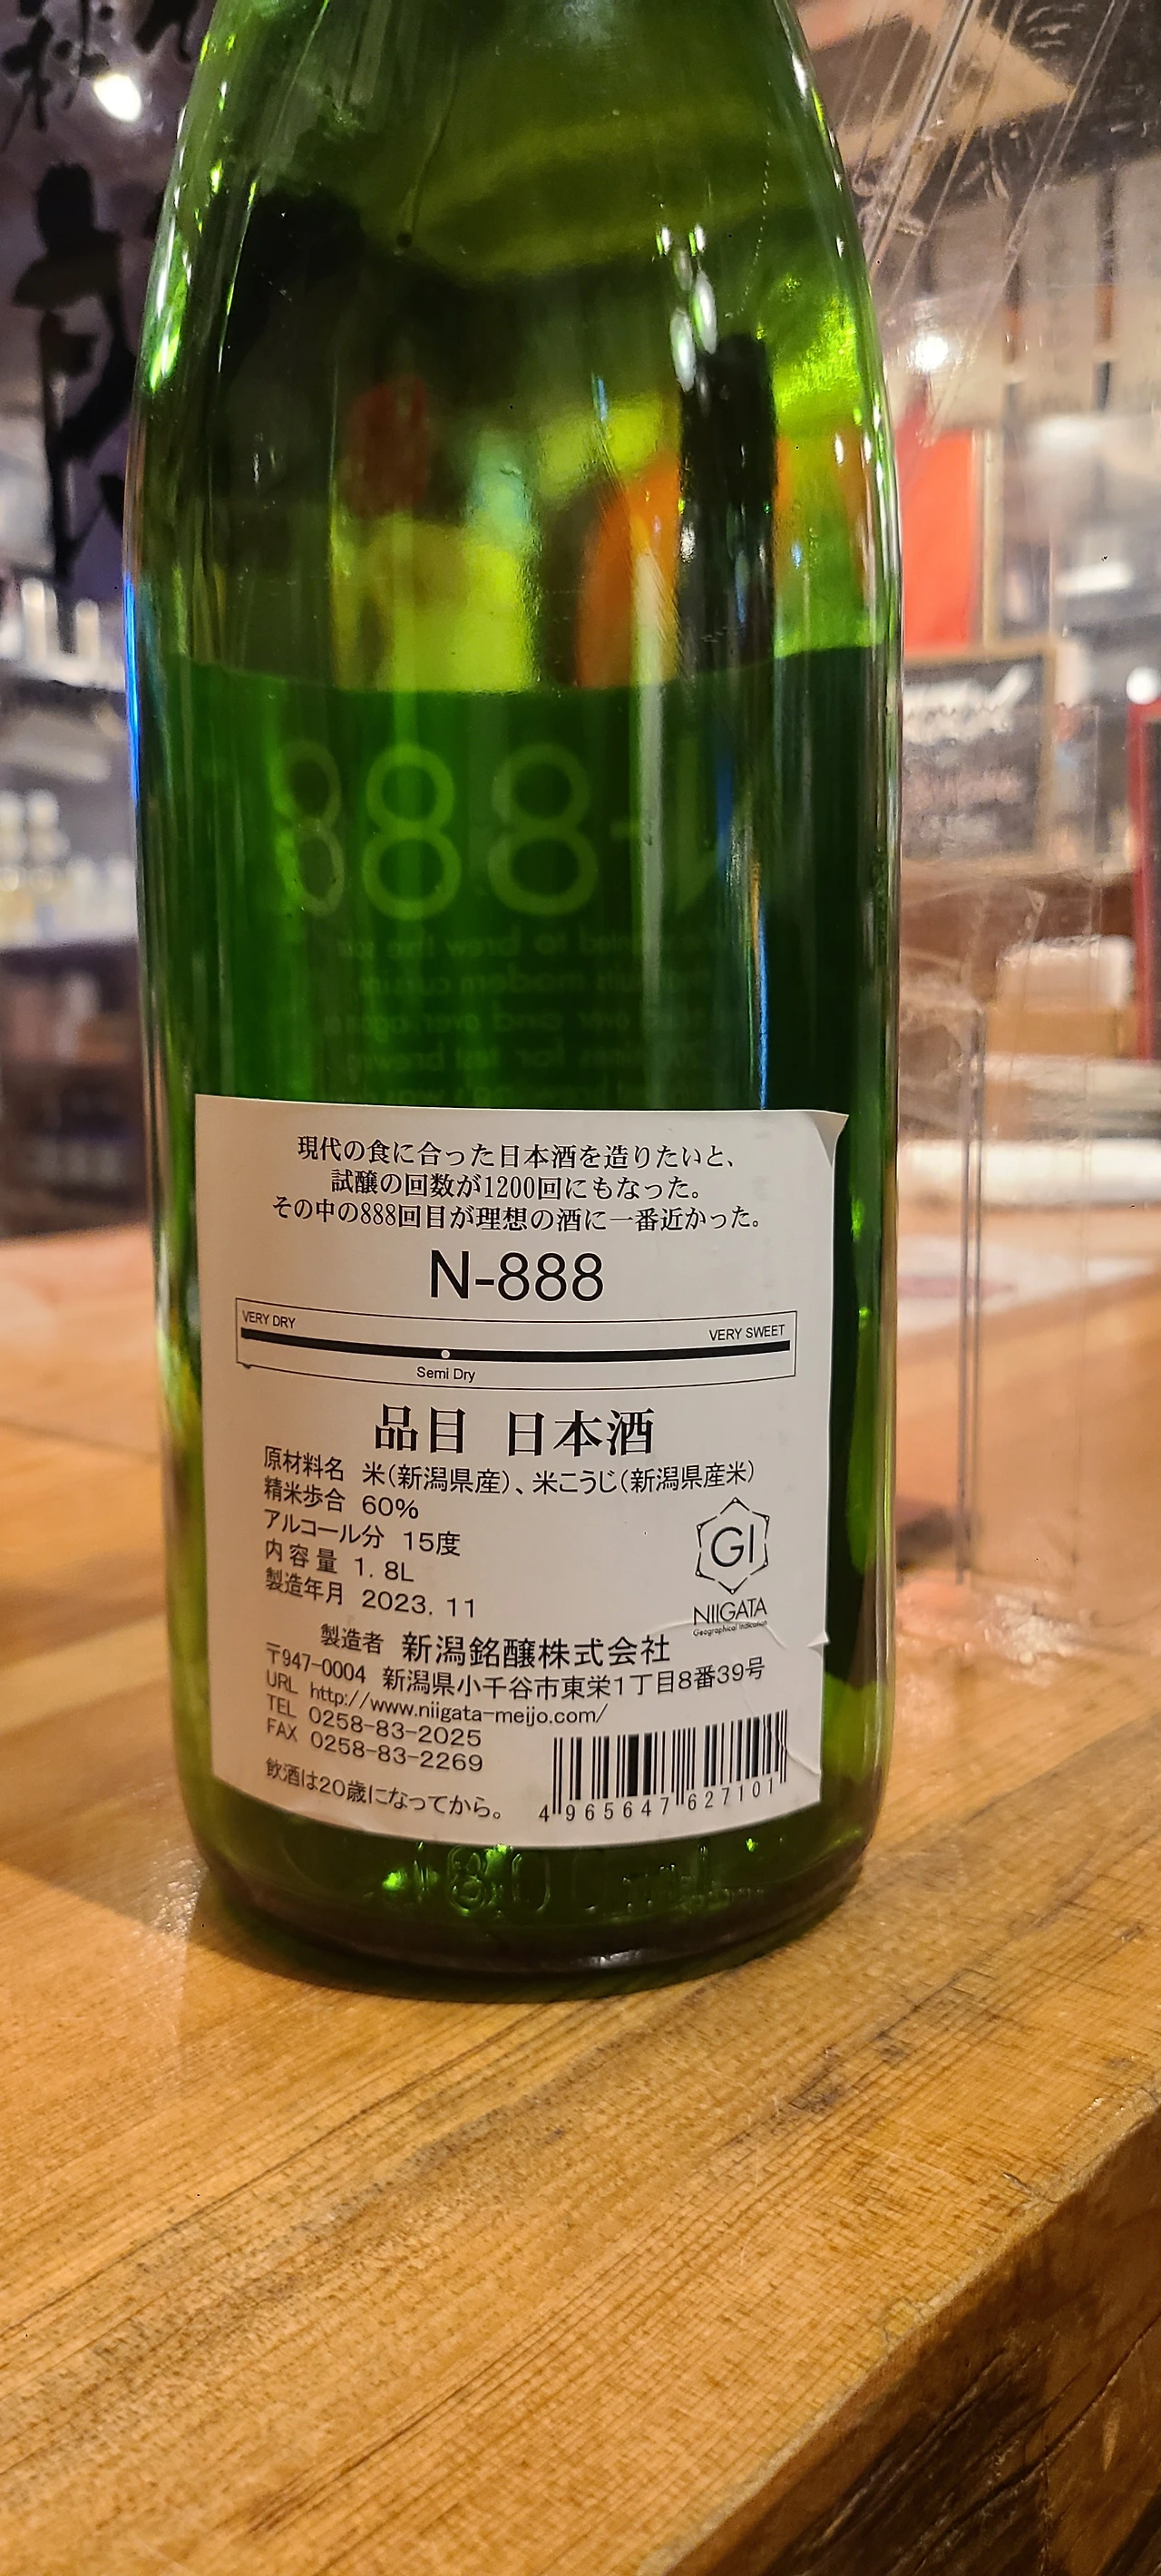 N-888
現代の食に合った日本酒を造りたいと、
試醸の回数が1200回にもなった。
その中の888回目が理想の酒に一番近かった。
N-888
VERY DRY
VERY SWEET
Semi Dry
品目 日本酒
原材料名 米(新潟県産)、米こうじ(新潟県産米)
精米歩合 60%
アルコール分 15度
内容量 1.8L
製造年月 2023.11
GI
NIIGATA
Geographical Indication
製造者 新潟銘醸株式会社
〒947-0004 新潟県小千谷市東栄1丁目8番39号
URL http://www.niigata-meijo.com/
TEL 0258-83-2025
FAX 0258-83-2269
飲酒は20歳になってから。
4965647627101
1800ml